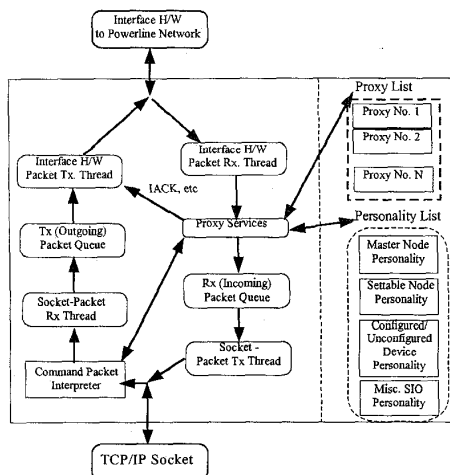 Interface H/W
to Powerline Network
Proxy List
Proxy No. 1
Proxy No. 2
Proxy No. N
Interface H/W
Packet Rx. Thread
Interface H/W
Packet Tx. Thread
IACK, etc
Proxy Services
Personality List
Tx (Outgoing)
Packet Queue
Master Node
Personality
Rx (Incoming)
Packet Queue
Settable Node
Personality
Socket-Packet
Rx Thread
Configured/
Unconfigured
Device
Personality
Socket -
Packet Tx Thread
Command Packet
Interpreter
Misc. SIO
Personality
TCP/IP Socket